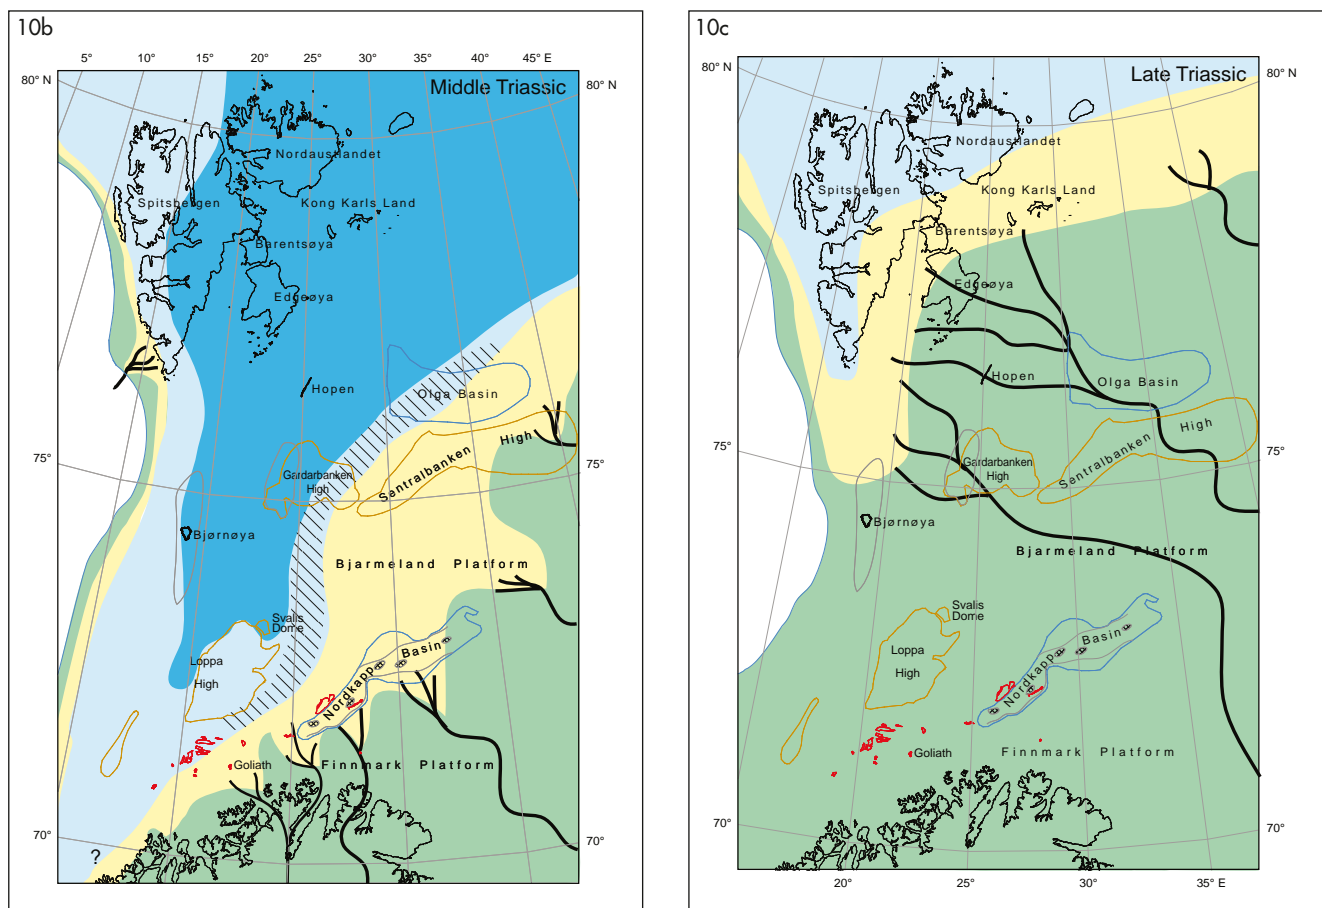 10b
5° 10° 15° 20° 25° 30° 35° 40° 45° E
80° N
80° N
Middle Triassic
Nordaustlandet
Spitsbergen
Kong Karls Land
Barentsøya
Edgeøya
Hopen
Olga Basin
High
Sentralbanken
75°
75°
Gardarbanken
High
Bjørnøya
Bjarmeland Platform
Svalis
Dome
Loppa
High
Nordkapp
Basin
Goliath
Finnmark Platform
70°
70°
?
10c
80° N
80° N
Late Triassic
Nordaustlandet
Spitsbergen
Kong Karls Land
Barentsøya
Edgeøya
Hopen
Olga Basin
High
Sentralbanken
75°
75°
Gardarbanken
High
Bjørnøya
Bjarmeland Platform
Svalis
Dome
Loppa
High
Nordkapp
Basin
Goliath
Finnmark Platform
70°
70°
20° 25° 30° 35° E